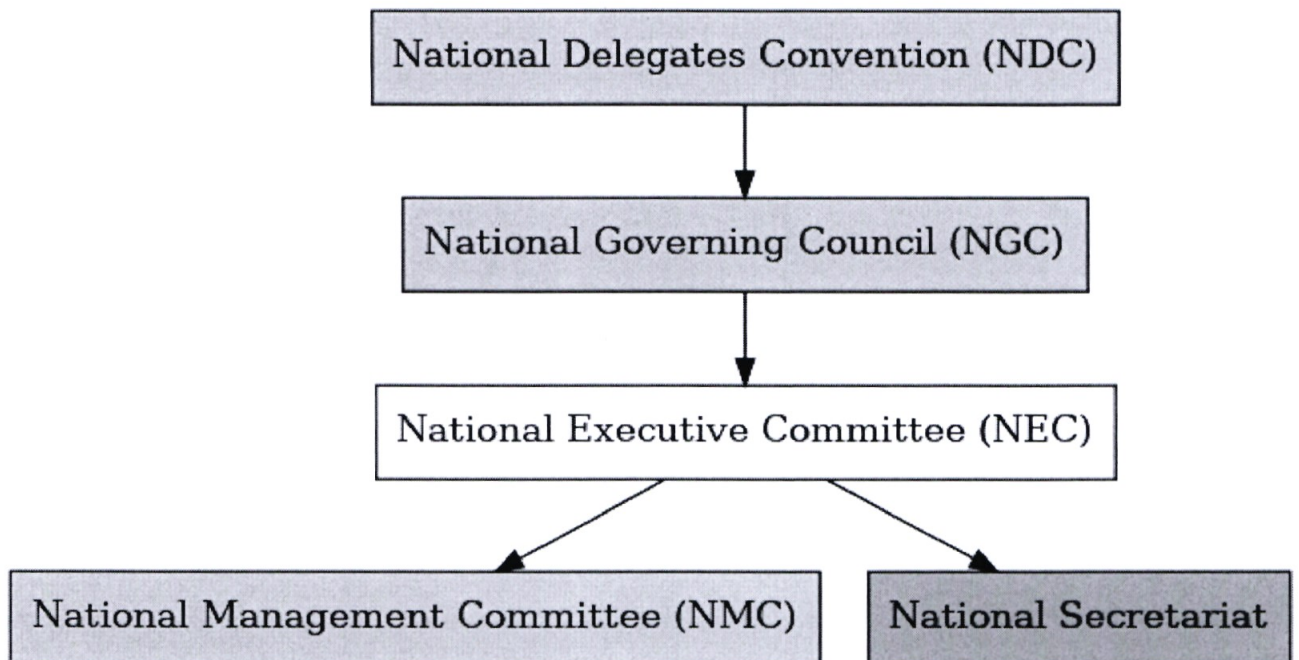 National Delegates Convention (NDC)
National Governing Council (NGC)
National Executive Committee (NEC)
National Management Committee (NMC)
National Secretariat